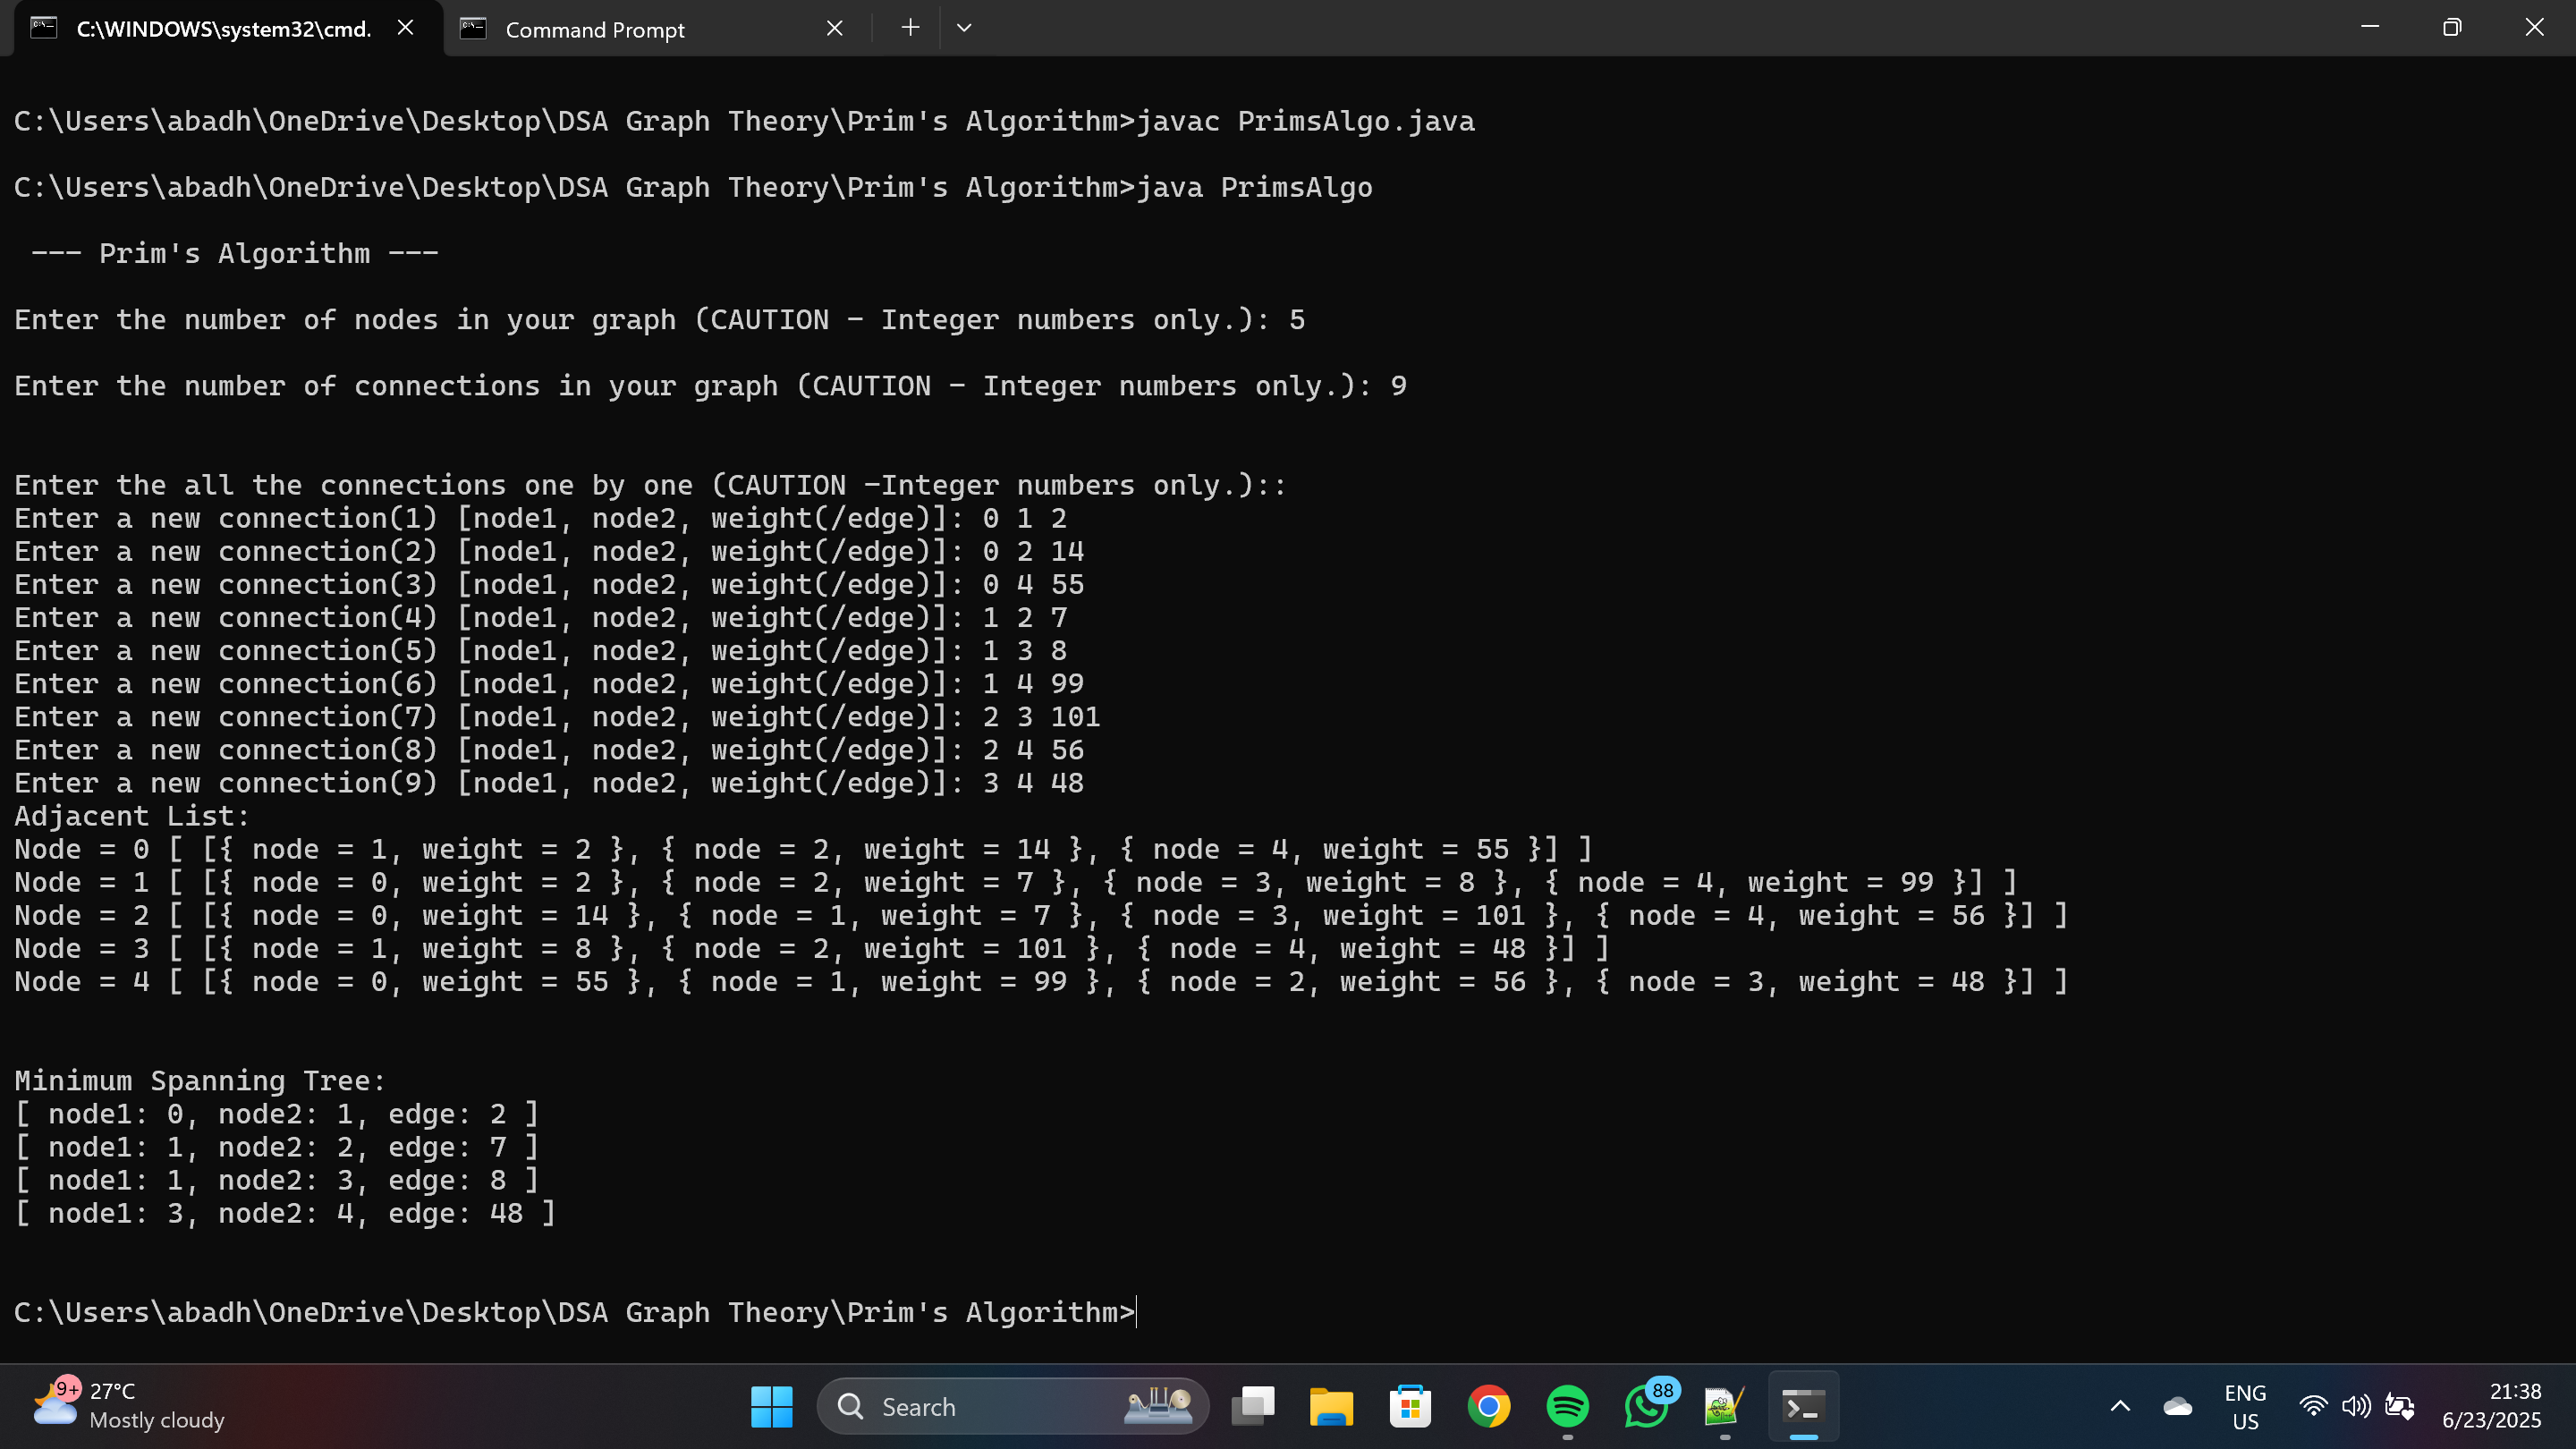 C:\WINDOWS\system32\cmd.
Command Prompt
C:\Users\abadh\OneDrive\Desktop\DSA Graph Theory\Prim's Algorithm>javac PrimsAlgo.java
C:\Users\abadh\OneDrive\Desktop\DSA Graph Theory\Prim's Algorithm>java PrimsAlgo
--- Prim's Algorithm ---
Enter the number of nodes in your graph (CAUTION - Integer numbers only.): 5
Enter the number of connections in your graph (CAUTION - Integer numbers only.): 9
Enter the all the connections one by one (CAUTION -Integer numbers only.)::
Enter a new connection(1) [node1, node2, weight(/edge)]: 0 1 2
Enter a new connection(2) [node1, node2, weight(/edge)]: 0 2 14
Enter a new connection(3) [node1, node2, weight(/edge)]: 0 4 55
Enter a new connection(4) [node1, node2, weight(/edge)]: 1 2 7
Enter a new connection(5) [node1, node2, weight(/edge)]: 1 3 8
Enter a new connection(6) [node1, node2, weight(/edge)]: 1 4 99
Enter a new connection(7) [node1, node2, weight(/edge)]: 2 3 101
Enter a new connection(8) [node1, node2, weight(/edge)]: 2 4 56
Enter a new connection(9) [node1, node2, weight(/edge)]: 3 4 48
Adjacent List:
Node = 0 [ [{ node = 1, weight = 2 }, { node = 2, weight = 14 }, { node = 4, weight = 55 }] ]
Node = 1 [ [{ node = 0, weight = 2 }, { node = 2, weight = 7 }, { node = 3, weight = 8 }, { node = 4, weight = 99 }] ]
Node = 2 [ [{ node = 0, weight = 14 }, { node = 1, weight = 7 }, { node = 3, weight = 101 }, { node = 4, weight = 56 }] ]
Node = 3 [ [{ node = 1, weight = 8 }, { node = 2, weight = 101 }, { node = 4, weight = 48 }] ]
Node = 4 [ [{ node = 0, weight = 55 }, { node = 1, weight = 99 }, { node = 2, weight = 56 }, { node = 3, weight = 48 }] ]
Minimum Spanning Tree:
[ node1: 0, node2: 1, edge: 2 ]
[ node1: 1, node2: 2, edge: 7 ]
[ node1: 1, node2: 3, edge: 8 ]
[ node1: 3, node2: 4, edge: 48 ]
C:\Users\abadh\OneDrive\Desktop\DSA Graph Theory\Prim's Algorithm>
9+
27°C
Mostly cloudy
Search
88
ENG
US
21:38
6/23/2025